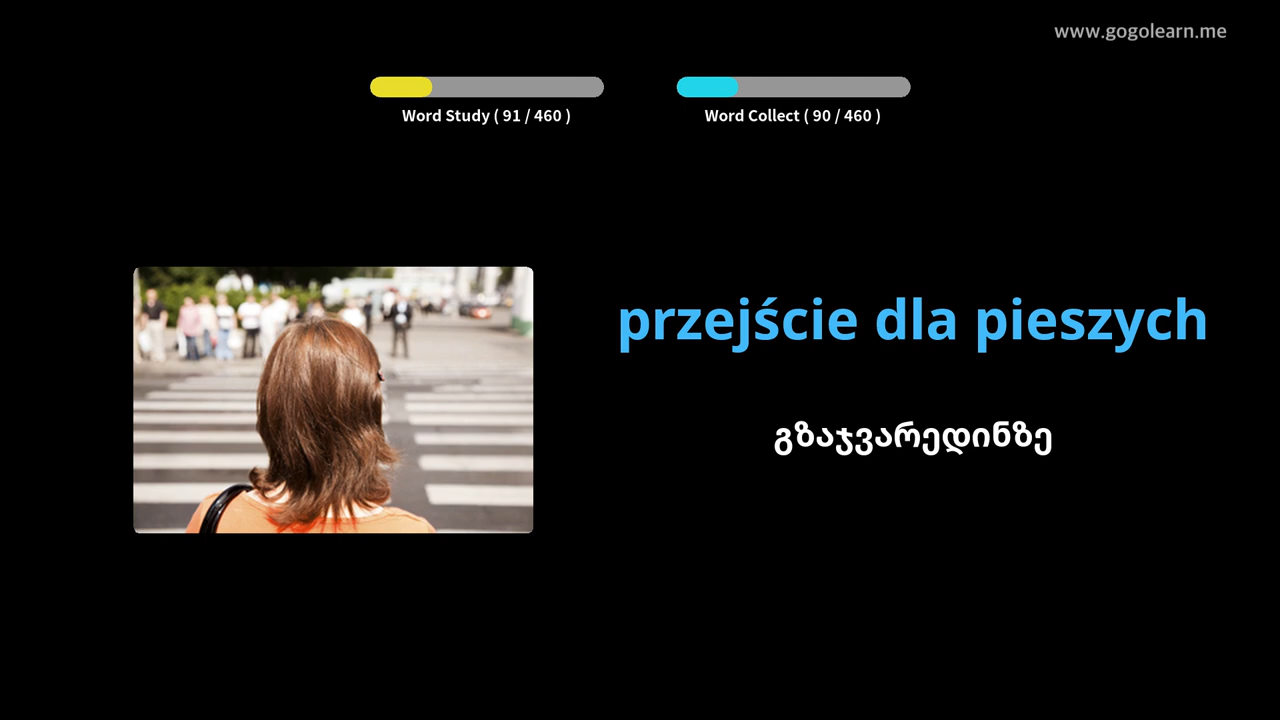 www.gogolearn.me
Word Study ( 91 / 460 )
Word Collect ( 90 / 460 )
przejście dla pieszych
გზაჯვარედინზე